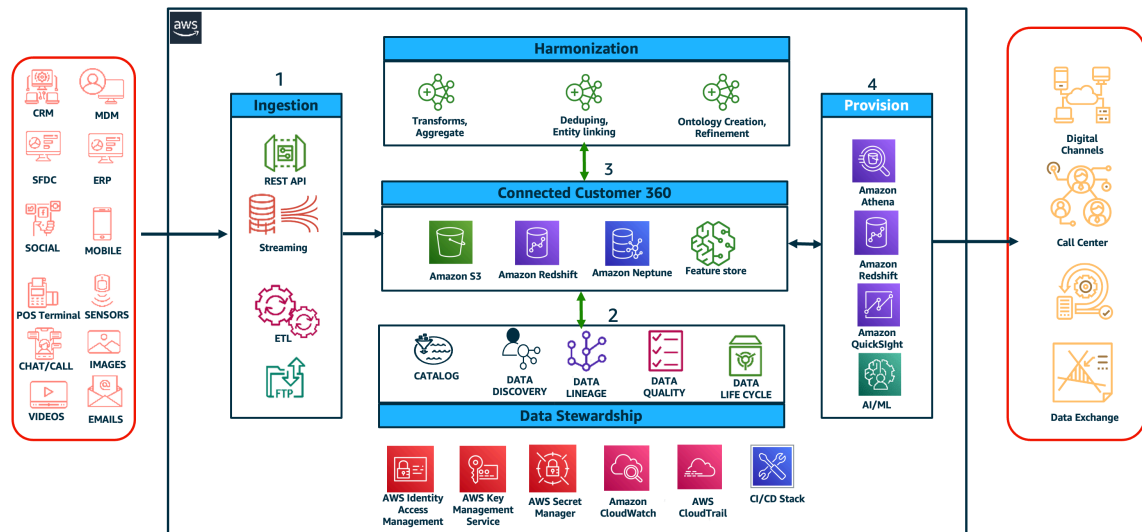 aws
CRM
MDM
SFDC
ERP
SOCIAL
MOBILE
POS Terminal
SENSORS
CHAT/CALL
IMAGES
VIDEOS
EMAILS
1
Ingestion
REST API
Streaming
ETL
FTP
Harmonization
Transforms,
Aggregate
Deduping,
Entity linking
Ontology Creation,
Refinement
3
Connected Customer 360
Amazon S3
Amazon Redshift
Amazon Neptune
Feature store
2
CATALOG
DATA
DISCOVERY
DATA
LINEAGE
DATA
QUALITY
DATA
LIFE CYCLE
Data Stewardship
AWS Identity
Access
Management
AWS Key
Management
Service
AWS Secret
Manager
Amazon
CloudWatch
AWS
CloudTrail
CI/CD Stack
4
Provision
Amazon
Athena
Amazon
Redshift
Amazon
QuickSIght
AI/ML
Digital
Channels
Call Center
Data Exchange